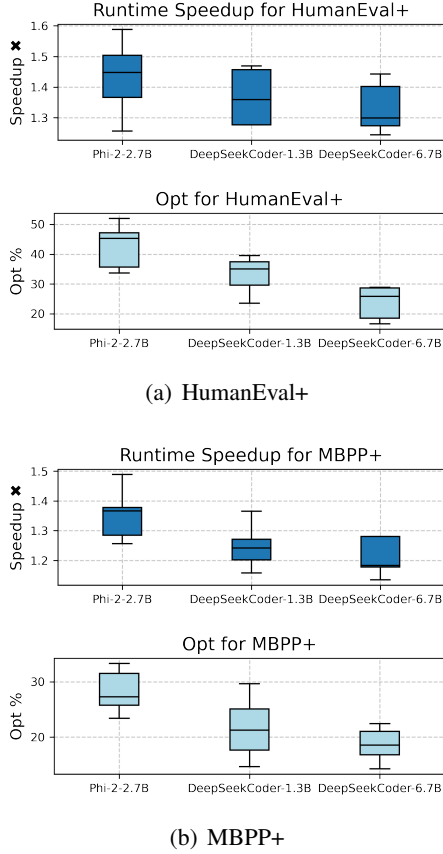 Runtime Speedup for HumanEval+
Speedup ✖
1.6
1.5
1.4
1.3
Phi-2-2.7B DeepSeekCoder-1.3B DeepSeekCoder-6.7B
Opt for HumanEval+
Opt %
50
40
30
20
Phi-2-2.7B DeepSeekCoder-1.3B DeepSeekCoder-6.7B
(a) HumanEval+
Runtime Speedup for MBPP+
Speedup ✖
1.5
1.4
1.3
1.2
Phi-2-2.7B DeepSeekCoder-1.3B DeepSeekCoder-6.7B
Opt for MBPP+
Opt %
30
20
Phi-2-2.7B DeepSeekCoder-1.3B DeepSeekCoder-6.7B
(b) MBPP+